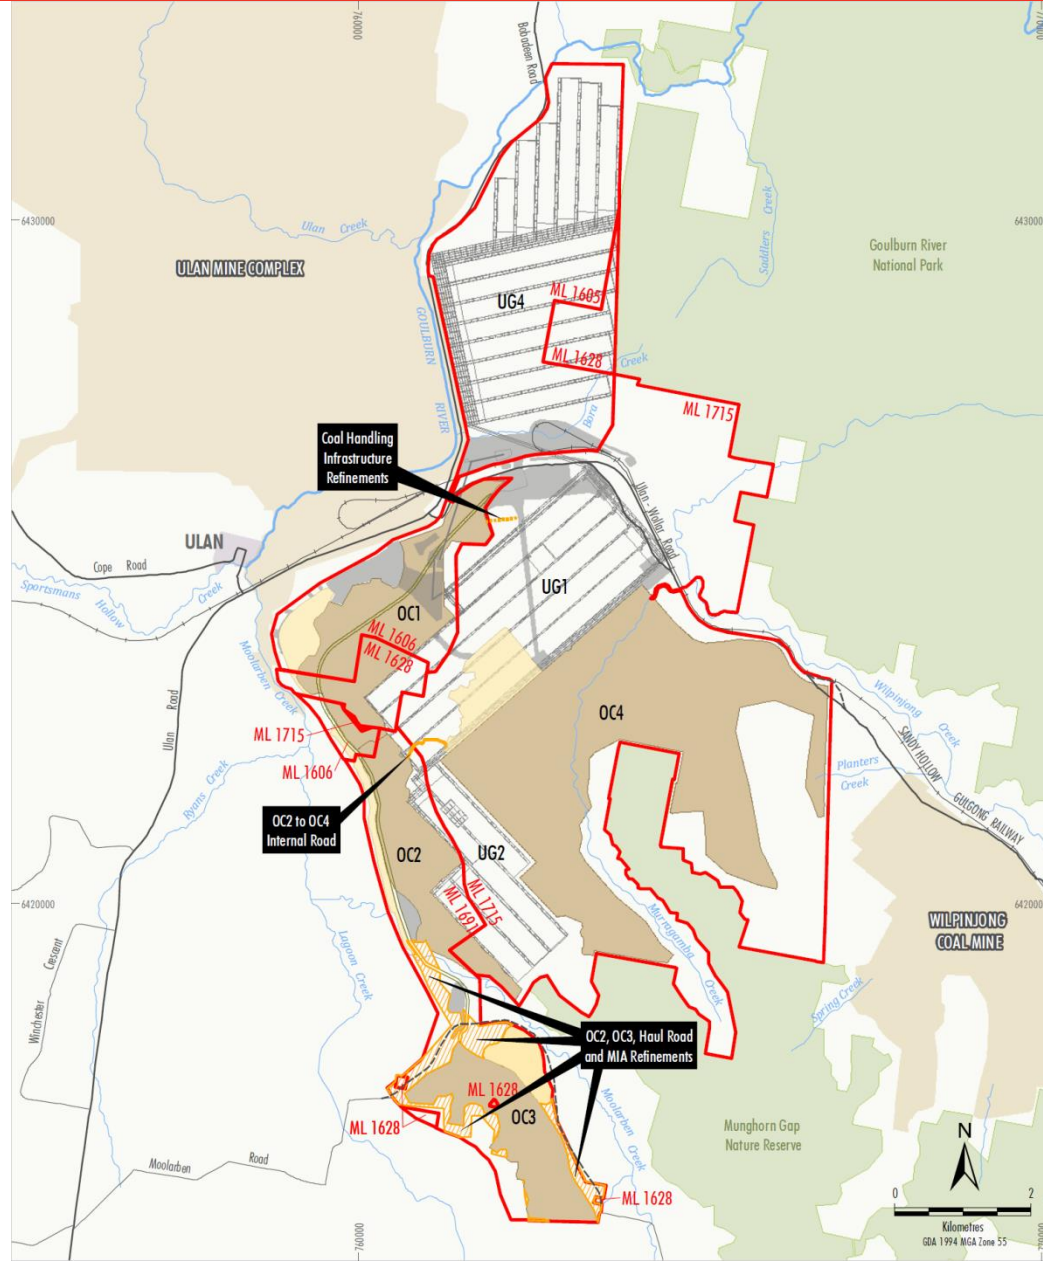 760000
770000
Bobadeen Road
6430000
6430000
Ulan Creek
Saddlers Creek
Goulburn River
National Park
ULAN MINE COMPLEX
GOULBURN
RIVER
UG4
ML 1605
ML 1628
Bora Creek
ML 1715
Coal Handling
Infrastructure
Refinements
Ulan - Wollar Road
ULAN
Cope Road
Sportsmans Hollow Creek
UG1
OC1
ML 1606
ML 1628
Moolarben Creek
Ulan Road
ML 1715
ML 1606
Ryans Creek
OC4
Wilpinjong Creek
SANDY HOLLOW
GULGONG RAILWAY
Planters
Creek
OC2 to OC4
Internal Road
OC2
UG2
ML 1691
ML 1715
6420000
6420000
WILPINJONG
COAL MINE
Murragamba
Creek
Spring Creek
Lagoon Creek
Winchester Crescent
OC2, OC3, Haul Road
and MIA Refinements
ML 1628
OC3
ML 1628
Moolarben Creek
Munghorn Gap
Nature Reserve
Moolarben Road
ML 1628
N
0 2
Kilometres
GDA 1994 MGA Zone 55
760000